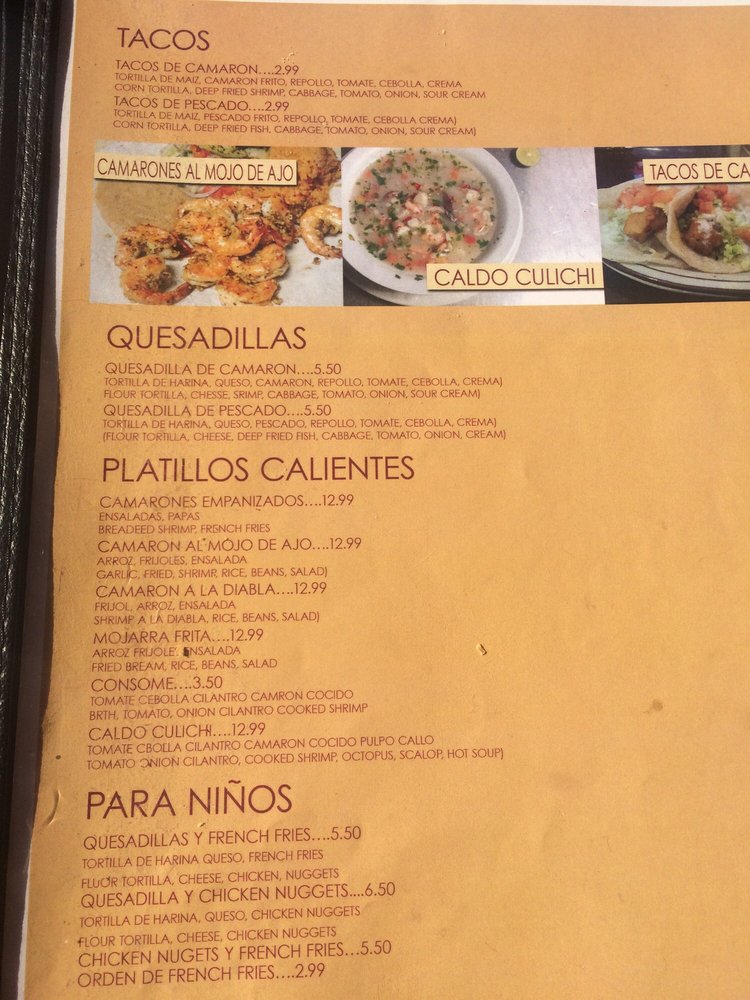 TACOS
TACOS DE CAMARON....2.99
TORTILLA DE MAIZ, CAMARON FRITO, REPOLLO, TOMATE, CEBOLLA, CREMA
CORN TORTILLA, DEEP FRIED SHRIMP, CABBAGE, TOMATO, ONION, SOUR CREAM
TACOS DE PESCADO....2.99
TORTILLA DE MAIZ, PESCADO FRITO, REPOLLO, TOMATE, CEBOLLA CREMA)
CORN TORTILLA, DEEP FRIED FISH, CABBAGE, TOMATO, ONION, SOUR CREAM)
CAMARONES AL MOJO DE AJO
CALDO CULICHI
TACOS DE CA
QUESADILLAS
QUESADILLA DE CAMARON....5.50
TORTILLA DE HARINA, QUESO, CAMARON, REPOLLO, TOMATE, CEBOLLA, CREMA)
FLOUR TORTILLA, CHESSE, SRIMP, CABBAGE, TOMATO, ONION, SOUR CREAM)
QUESADILLA DE PESCADO....5.50
TORTILLA DE HARINA, QUESO, PESCADO, REPOLLO, TOMATE, CEBOLLA, CREMA)
(FLOUR TORTILLA, CHEESE, DEEP FRIED FISH, CABBAGE, TOMATO, ONION, CREAM)
PLATILLOS CALIENTES
CAMARONES EMPANIZADOS....12.99
ENSALADAS, PAPAS
BREADEED SHRIMP, FRENCH FRIES
CAMARON AL MOJO DE AJO....12.99
ARROZ, FRIJOLES, ENSALADA
GARLIC, FRIED, SHRIMP, RICE, BEANS, SALAD)
CAMARON A LA DIABLA....12.99
FRIJOL, ARROZ, ENSALADA
SHRIMP A LA DIABLA, RICE, BEANS, SALAD)
MOJARRA FRITA....12.99
ARROZ FRIJOLE, ENSALADA
FRIED BREAM, RICE, BEANS, SALAD
CONSOME....3.50
TOMATE CEBOLLA CILANTRO CAMRON COCIDO
BRTH, TOMATO, ONION CILANTRO COOKED SHRIMP
CALDO CULICHI....12.99
TOMATE CBOLLA CILANTRO CAMARON COCIDO PULPO CALLO
TOMATO ONION CILANTRO, COOKED SHRIMP, OCTOPUS, SCALOP, HOT SOUP)
PARA NIÑOS
QUESADILLAS Y FRENCH FRIES....5.50
TORTILLA DE HARINA QUESO, FRENCH FRIES
FLUOR TORTILLA, CHEESE, CHICKEN, NUGGETS
QUESADILLA Y CHICKEN NUGGETS....6.50
TORTILLA DE HARINA, QUESO, CHICKEN NUGGETS
FLOUR TORTILLA, CHEESE, CHICKEN NUGGETS
CHICKEN NUGETS Y FRENCH FRIES....5.50
ORDEN DE FRENCH FRIES....2.99